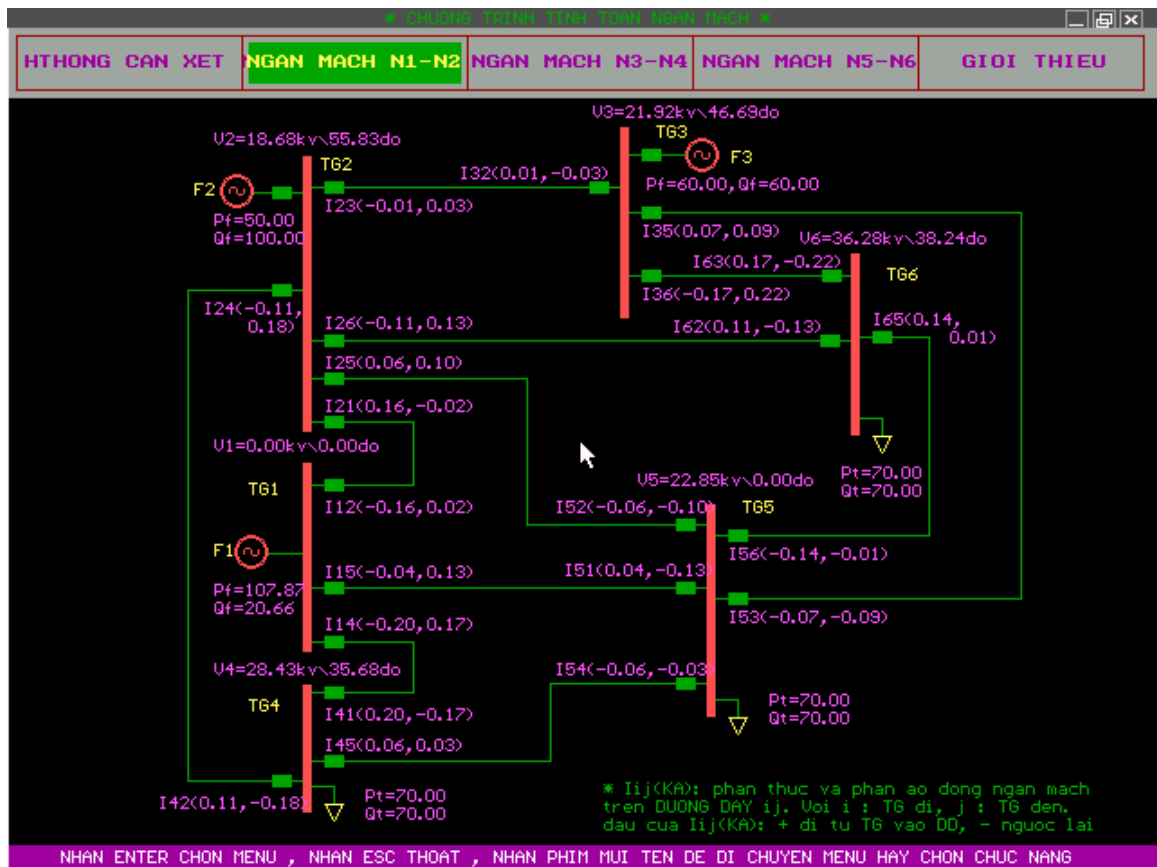 * CHUONG TRINH TINH TOAN NGAN MACH *
HTHONG CAN XET NGAN MACH N1-N2 NGAN MACH N3-N4 NGAN MACH N5-N6 GIOI THIEU
V3=21.92kv\46.69do
TG3
F3
Pf=60.00,Qf=60.00
V2=18.68kv\55.83do
TG2
F2
Pf=50.00
Qf=100.00
I32(0.01,-0.03)
I23(-0.01,0.03)
I35(0.07,0.09)
V6=36.28kv\38.24do
I63(0.17,-0.22)
TG6
I36(-0.17,0.22)
I24(-0.11,
0.18)
I26(-0.11,0.13)
I62(0.11,-0.13)
I65(0.14,
0.01)
I25(0.06,0.10)
I21(0.16,-0.02)
V1=0.00kv\0.00do
TG1
I12(-0.16,0.02)
Pt=70.00
Qt=70.00
V5=22.85kv\0.00do
I52(-0.06,-0.10)
TG5
F1
I56(-0.14,-0.01)
I15(-0.04,0.13)
I51(0.04,-0.13)
Pf=107.87
Qf=20.66
I14(-0.20,0.17)
I53(-0.07,-0.09)
V4=28.43kv\35.68do
I54(-0.06,-0.03)
TG4
I41(0.20,-0.17)
Pt=70.00
Qt=70.00
I45(0.06,0.03)
I42(0.11,-0.18)
Pt=70.00
Qt=70.00
* Iij(KA): phan thuc va phan ao dong ngan mach
tren DUONG DAY ij. Voi i : TG di, j : TG den.
dau cua Iij(KA): + di tu TG vao DD, - nguoc lai
NHAN ENTER CHON MENU , NHAN ESC THOAT , NHAN PHIM MUI TEN DE DI CHUYEN MENU HAY CHON CHUC NANG